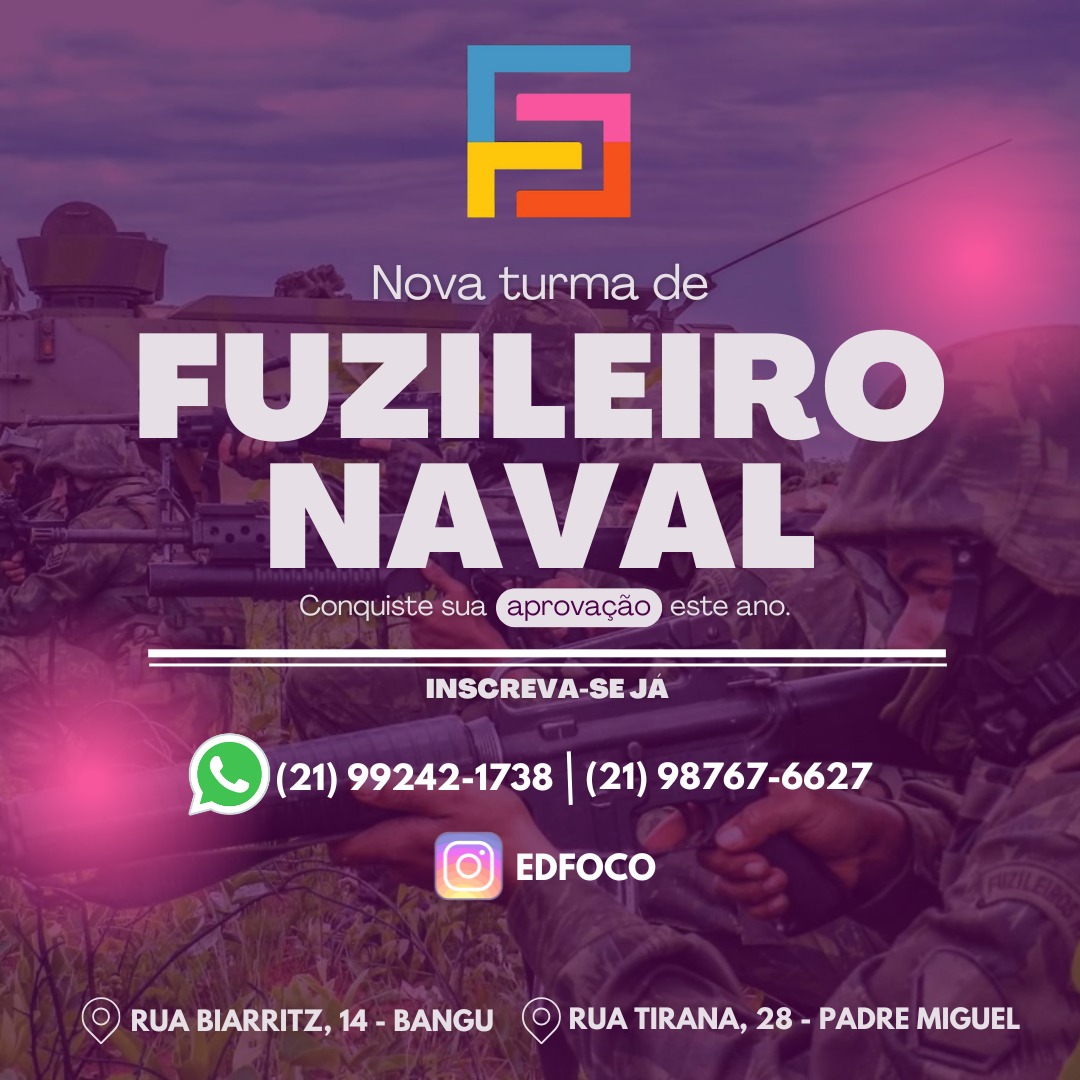 Nova turma de
FUZILEIRO
NAVAL
Conquiste sua aprovação este ano.
INSCREVA-SE JÁ
(21) 99242-1738 | (21) 98767-6627
EDFOCO
FUZILEIRO
RUA BIARRITZ, 14 - BANGU
RUA TIRANA, 28 - PADRE MIGUEL